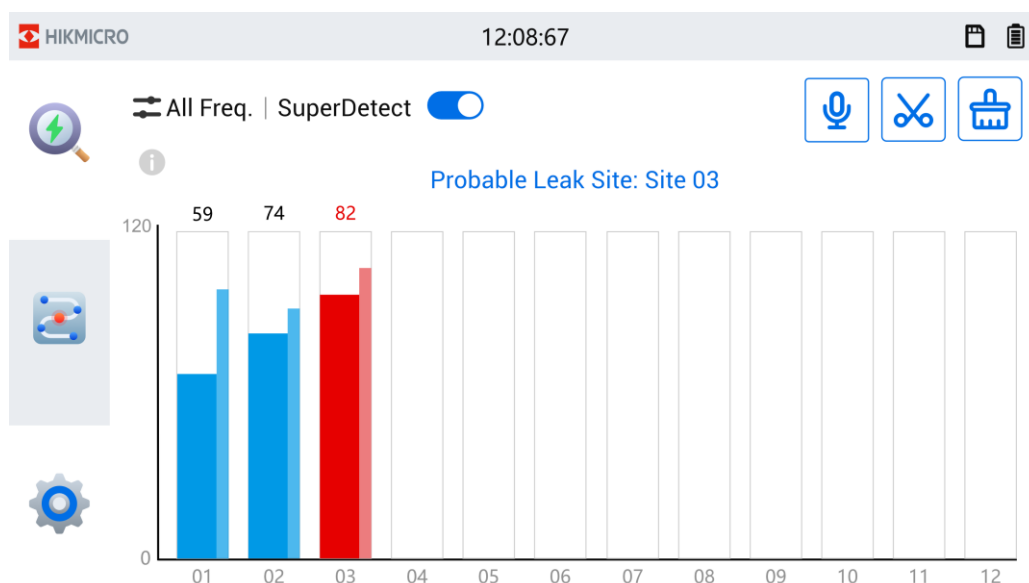 HIKMICRO 12:08:67
All Freq. | SuperDetect
Probable Leak Site: Site 03
120 59 74 82
0
01 02 03 04 05 06 07 08 09 10 11 12